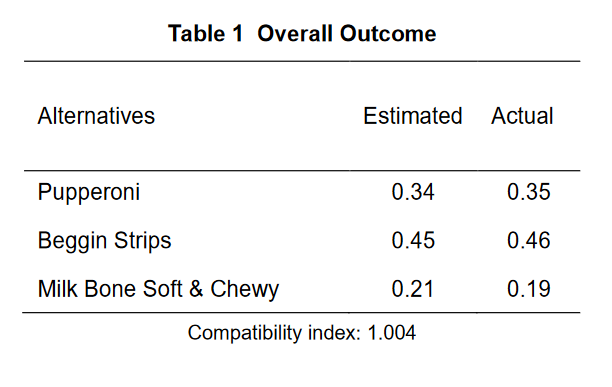 Table 1 Overall Outcome
Alternatives Estimated Actual
Pupperoni 0.34 0.35
Beggin Strips 0.45 0.46
Milk Bone Soft & Chewy 0.21 0.19
Compatibility index: 1.004